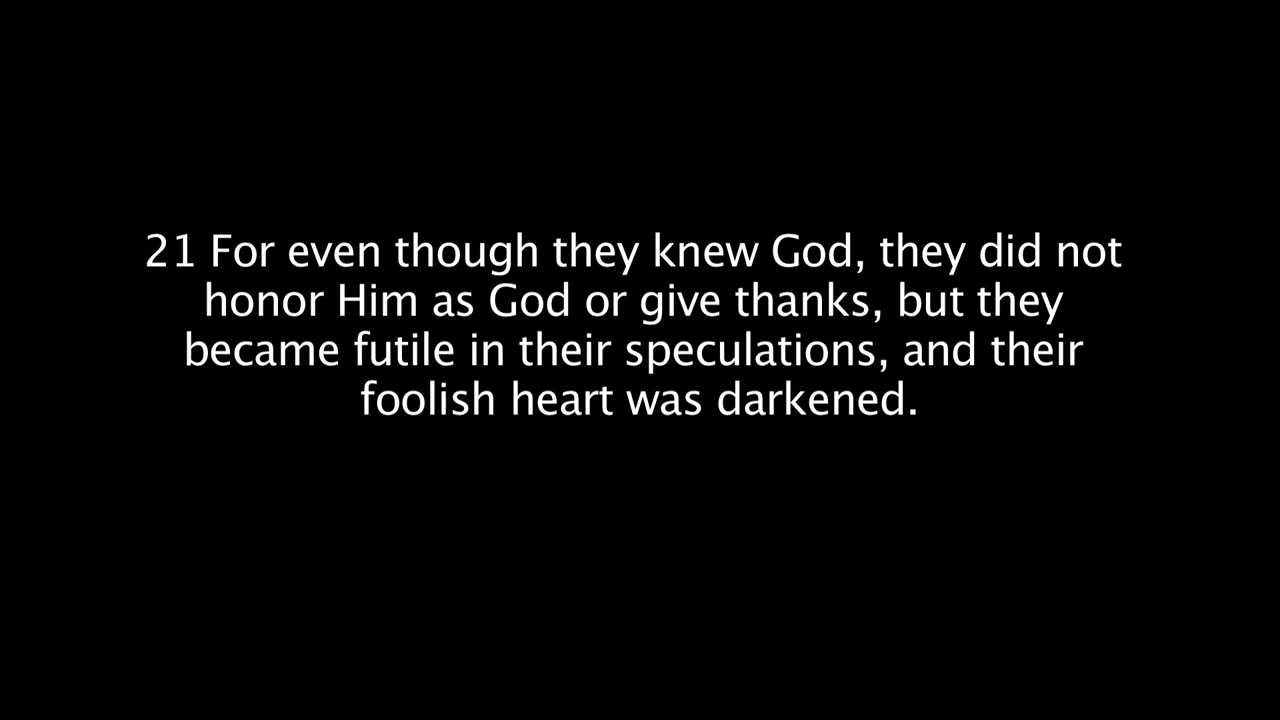 21 For even though they knew God, they did not
honor Him as God or give thanks, but they
became futile in their speculations, and their
foolish heart was darkened.